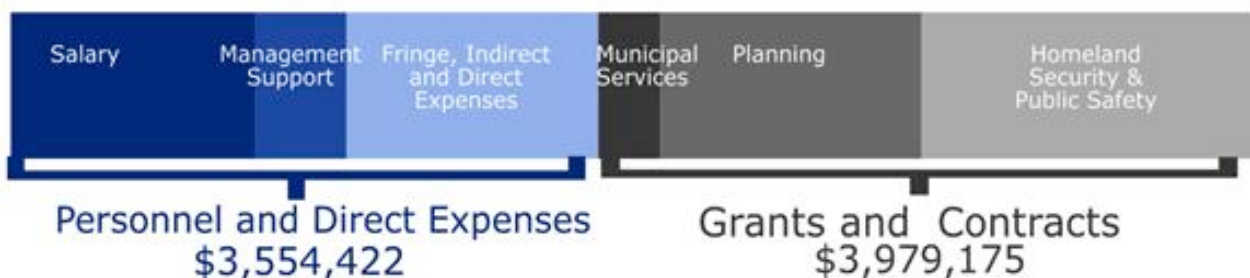 Salary
Management
Support
Fringe, Indirect
and Direct
Expenses
Municipal
Services
Planning
Homeland
Security &
Public Safety
Personnel and Direct Expenses
$3,554,422
Grants and Contracts
$3,979,175